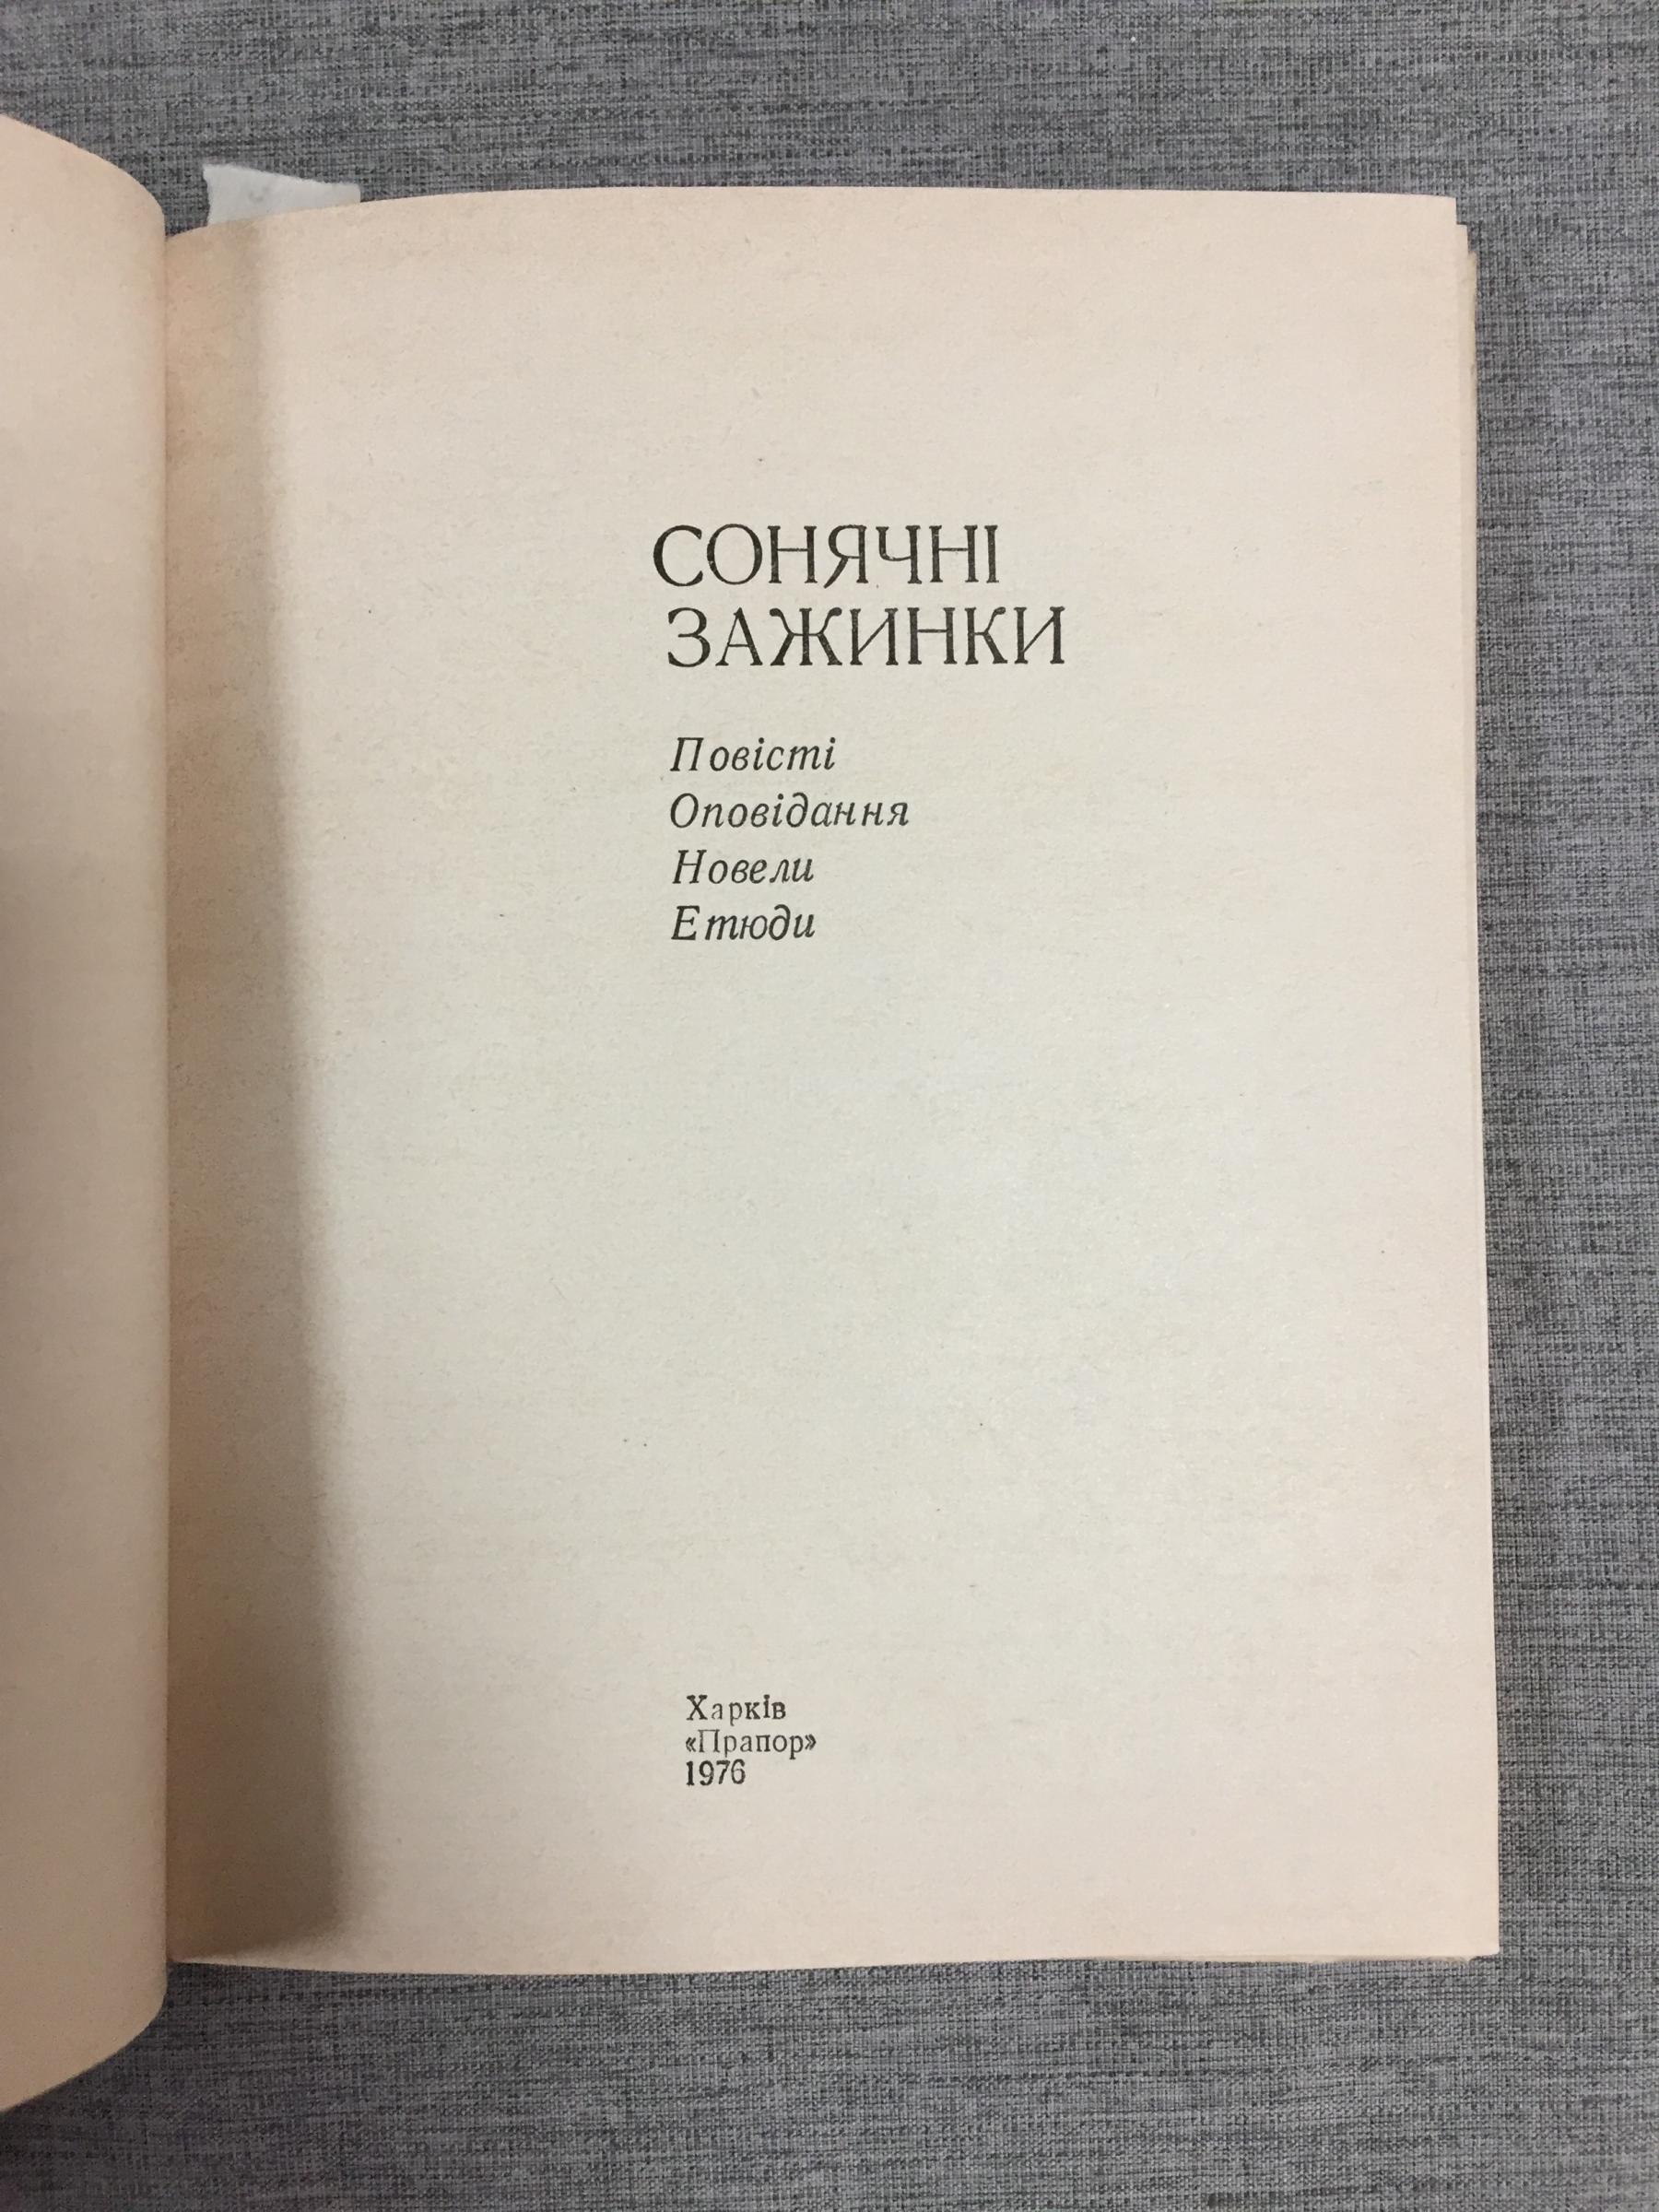 СОНЯЧНІ
ЗАЖИНКИ
Повісті
Оповідання
Новели
Етюди
Харків
«Прапор»
1976